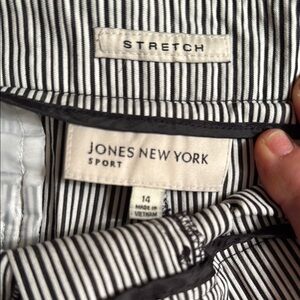 STRETCH
JONES NEW YORK
SPORT
14
MADE IN
VIETNAM